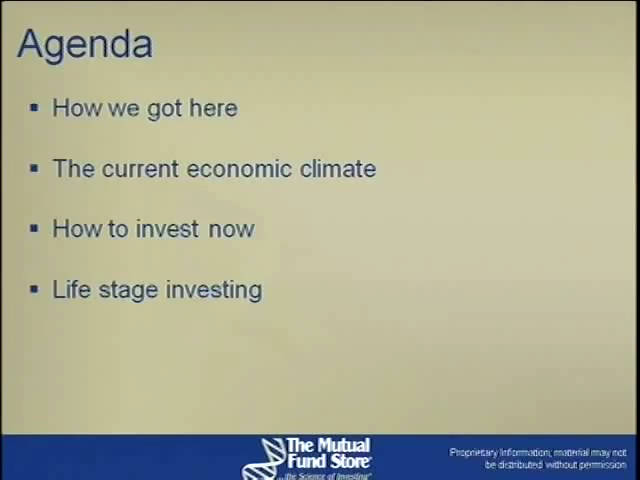 Agenda
▪ How we got here
▪ The current economic climate
▪ How to invest now
▪ Life stage investing
The Mutual
Fund Store
...the Science of Investing
Proprietary Information, material may not
be distributed without permission